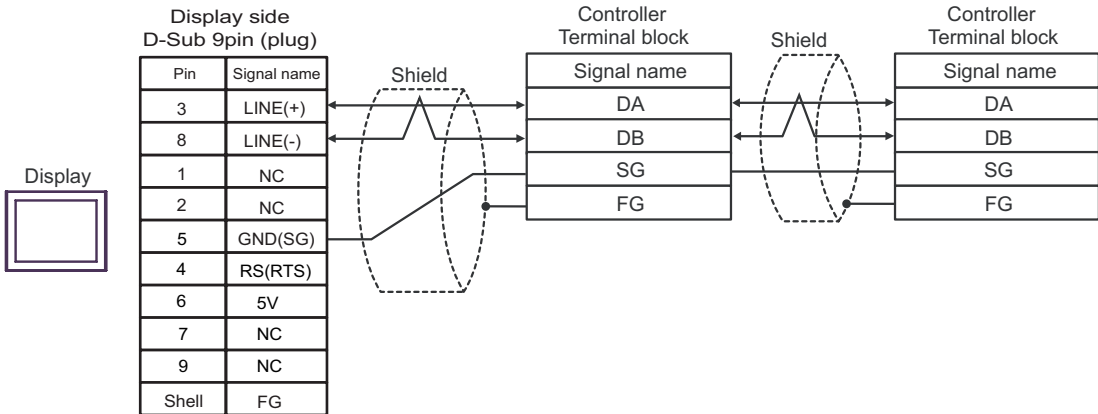 Display side
D-Sub 9pin (plug)
Pin Signal name
3 LINE(+)
8 LINE(-)
1 NC
2 NC
5 GND(SG)
4 RS(RTS)
6 5V
7 NC
9 NC
Shell FG
Display
Shield
Controller
Terminal block
Signal name
DA
DB
SG
FG
Shield
Controller
Terminal block
Signal name
DA
DB
SG
FG